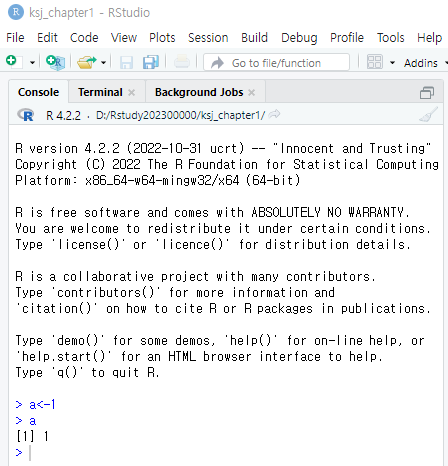 ksj_chapter1 - RStudio
File Edit Code View Plots Session Build Debug Profile Tools Help
Go to file/function Addins
Console Terminal × Background Jobs ×
R 4.2.2 · D:/Rstudy202300000/ksj_chapter1/
R version 4.2.2 (2022-10-31 ucrt) -- "Innocent and Trusting"
Copyright (C) 2022 The R Foundation for Statistical Computing
Platform: x86_64-w64-mingw32/x64 (64-bit)
R is free software and comes with ABSOLUTELY NO WARRANTY.
You are welcome to redistribute it under certain conditions.
Type 'license()' or 'licence()' for distribution details.
R is a collaborative project with many contributors.
Type 'contributors()' for more information and
'citation()' on how to cite R or R packages in publications.
Type 'demo()' for some demos, 'help()' for on-line help, or
'help.start()' for an HTML browser interface to help.
Type 'q()' to quit R.
> a<-1
> a
[1] 1
>